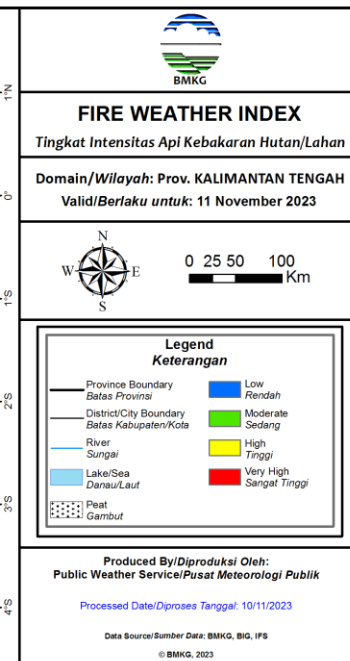 BMKG
FIRE WEATHER INDEX
Tingkat Intensitas Api Kebakaran Hutan/Lahan
Domain/Wilayah: Prov. KALIMANTAN TENGAH
Valid/Berlaku untuk: 11 November 2023
N
W E
S
0 25 50 100
Km
Legend
Keterangan
Province Boundary
Batas Provinsi
District/City Boundary
Batas Kabupaten/Kota
River
Sungai
Lake/Sea
Danau/Laut
Peat
Gambut
Low
Rendah
Moderate
Sedang
High
Tinggi
Very High
Sangat Tinggi
Produced By/Diproduksi Oleh:
Public Weather Service/Pusat Meteorologi Publik
Processed Date/Diproses Tanggal: 10/11/2023
Data Source/Sumber Data: BMKG, BIG, IFS
© BMKG, 2023
1°N
0°
1°S
2°S
3°S
4°S